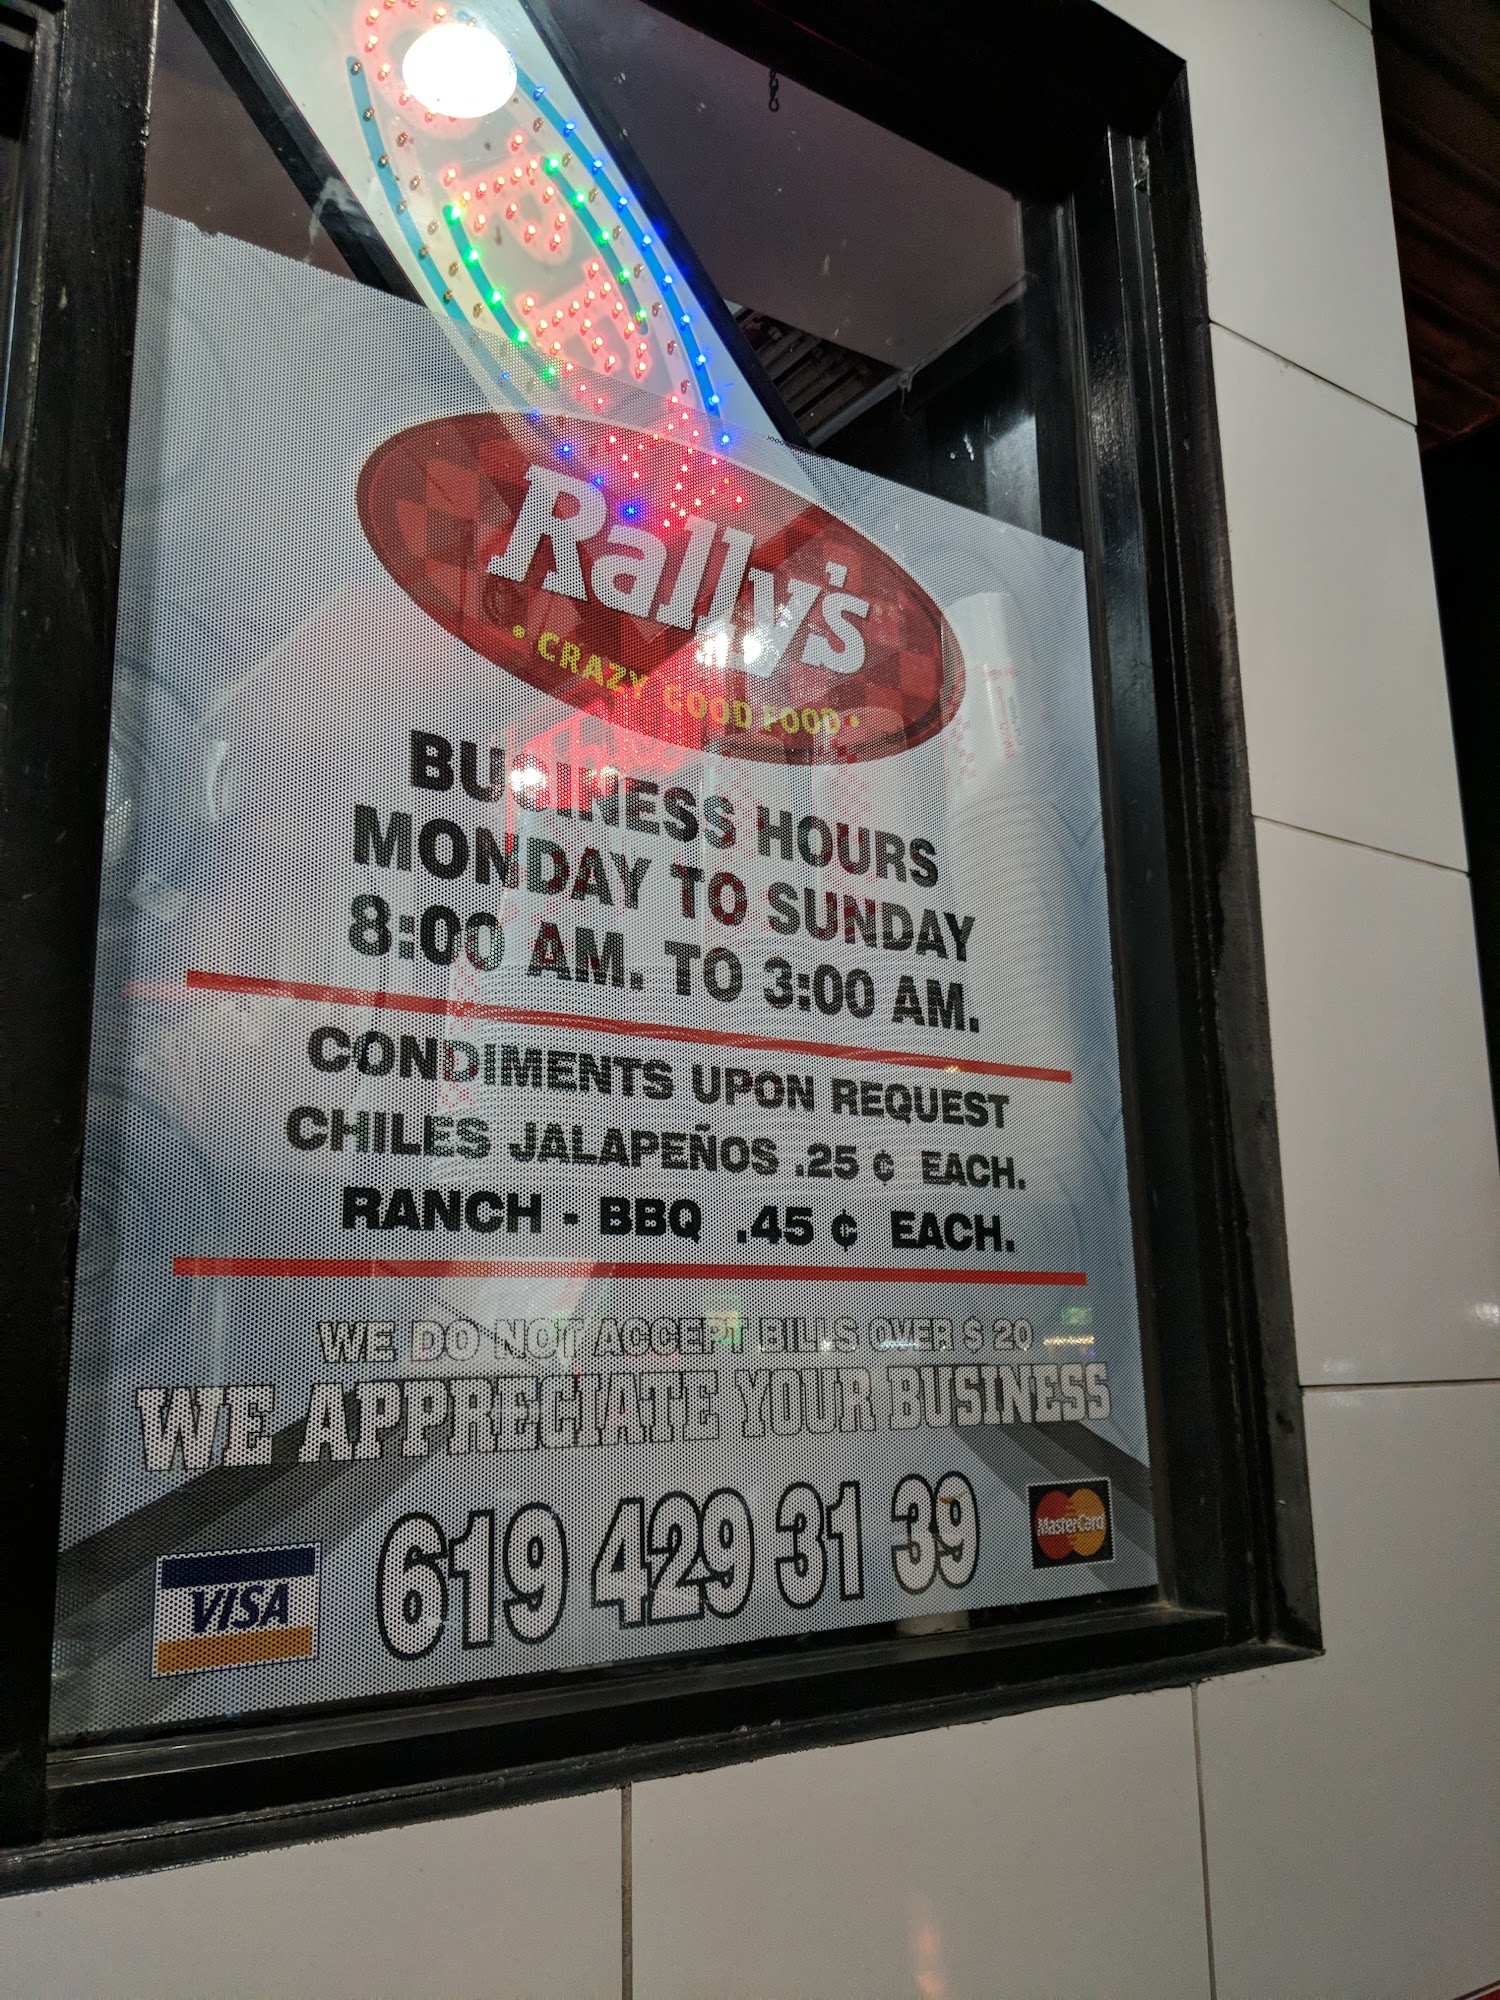 OPEN
Rally's
• CRAZY GOOD FOOD •
BUSINESS HOURS
MONDAY TO SUNDAY
8:00 AM. TO 3:00 AM.
CONDIMENTS UPON REQUEST
CHILES JALAPEÑOS .25 ¢ EACH.
RANCH - BBQ .45 ¢ EACH.
WE DO NOT ACCEPT BILLS OVER $ 20
WE APPRECIATE YOUR BUSINESS
619 429 31 39
VISA
MasterCard